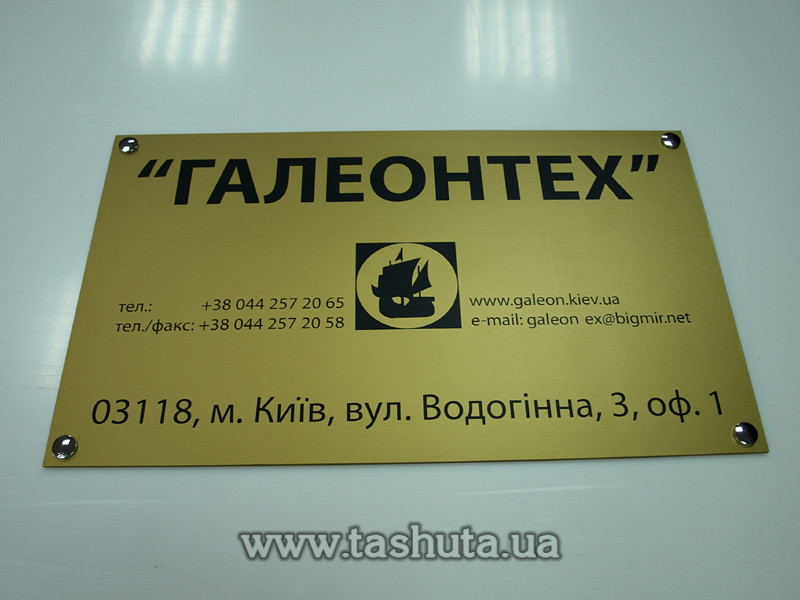 “ГАЛЕОНТЕХ”
тел.: +38 044 257 20 65
тел./факс: +38 044 257 20 58
www.galeon.kiev.ua
e-mail: galeon ex@bigmir.net
03118, м. Київ, вул. Водогінна, 3, оф. 1
www.tashuta.ua